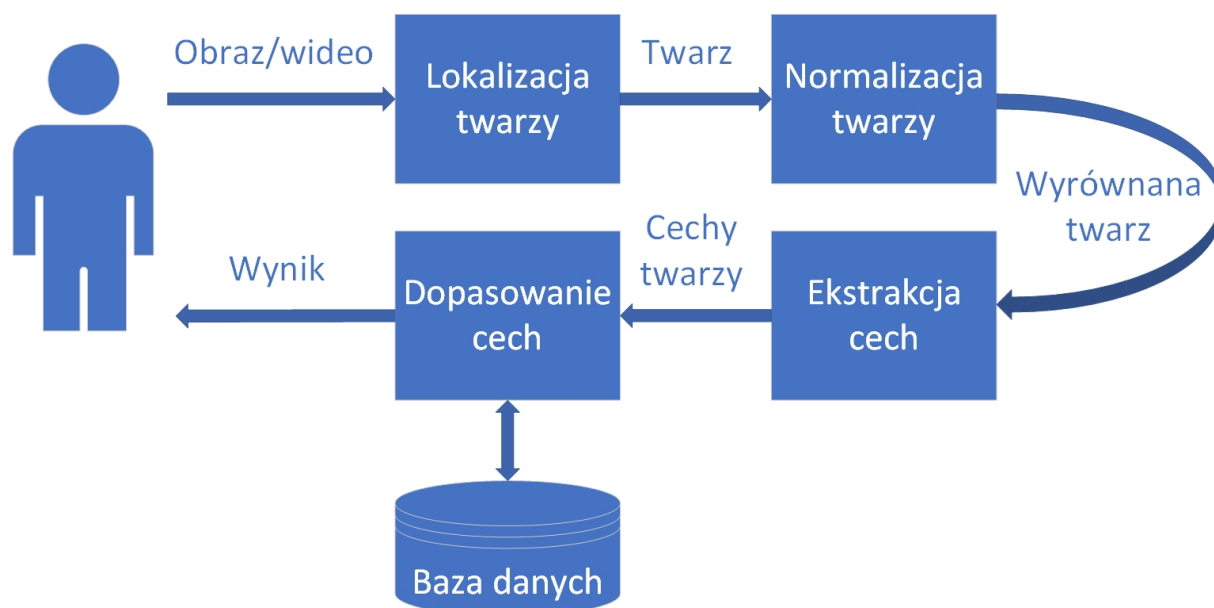 Obraz/wideo
Lokalizacja
twarzy
Twarz
Normalizacja
twarzy
Wyrównana
twarz
Ekstrakcja
cech
Cechy
twarzy
Dopasowanie
cech
Wynik
Baza danych